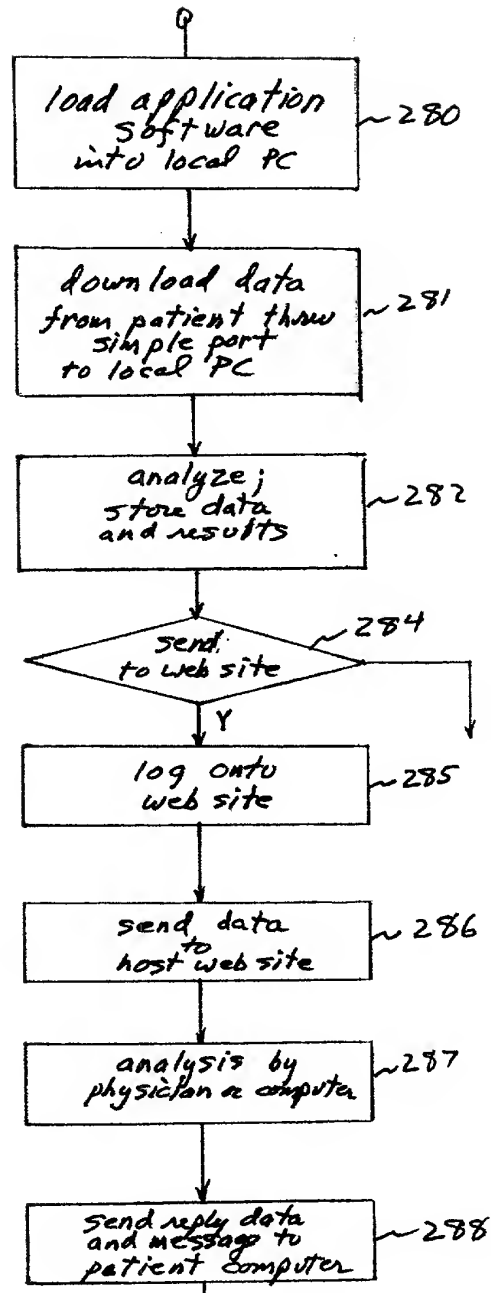 load application
software
into local PC
~280
download data
from patient thru
simple port
to local PC
~281
analyze;
store data
and results
~282
send
to web site
~284
Y
log onto
web site
~285
send data
to
host web site
~286
analysis by
physician or computer
~287
send reply data
and message to
patient computer
~288